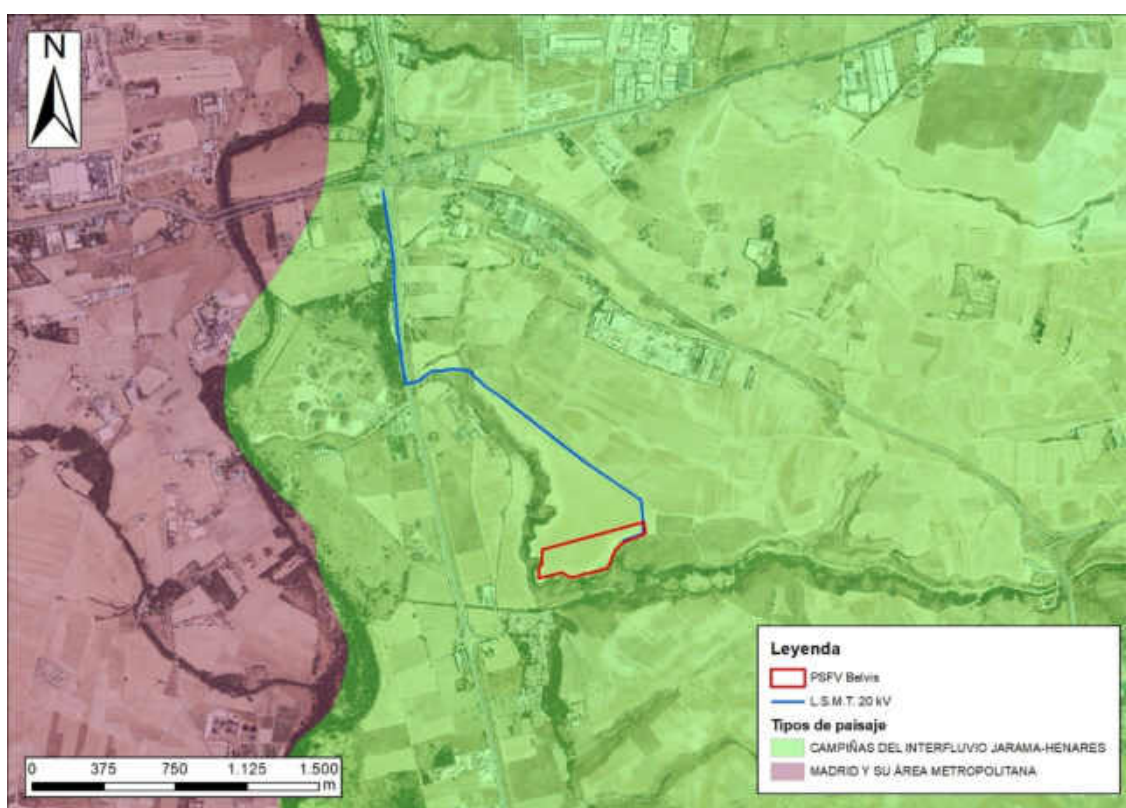 N
Leyenda
PSFV Belvis
L.S.M.T. 20 kV
Tipos de paisaje
CAMPIÑAS DEL INTERFLUVIO JARAMA-HENARES
MADRID Y SU ÁREA METROPOLITANA
0 375 750 1.125 1.500
m